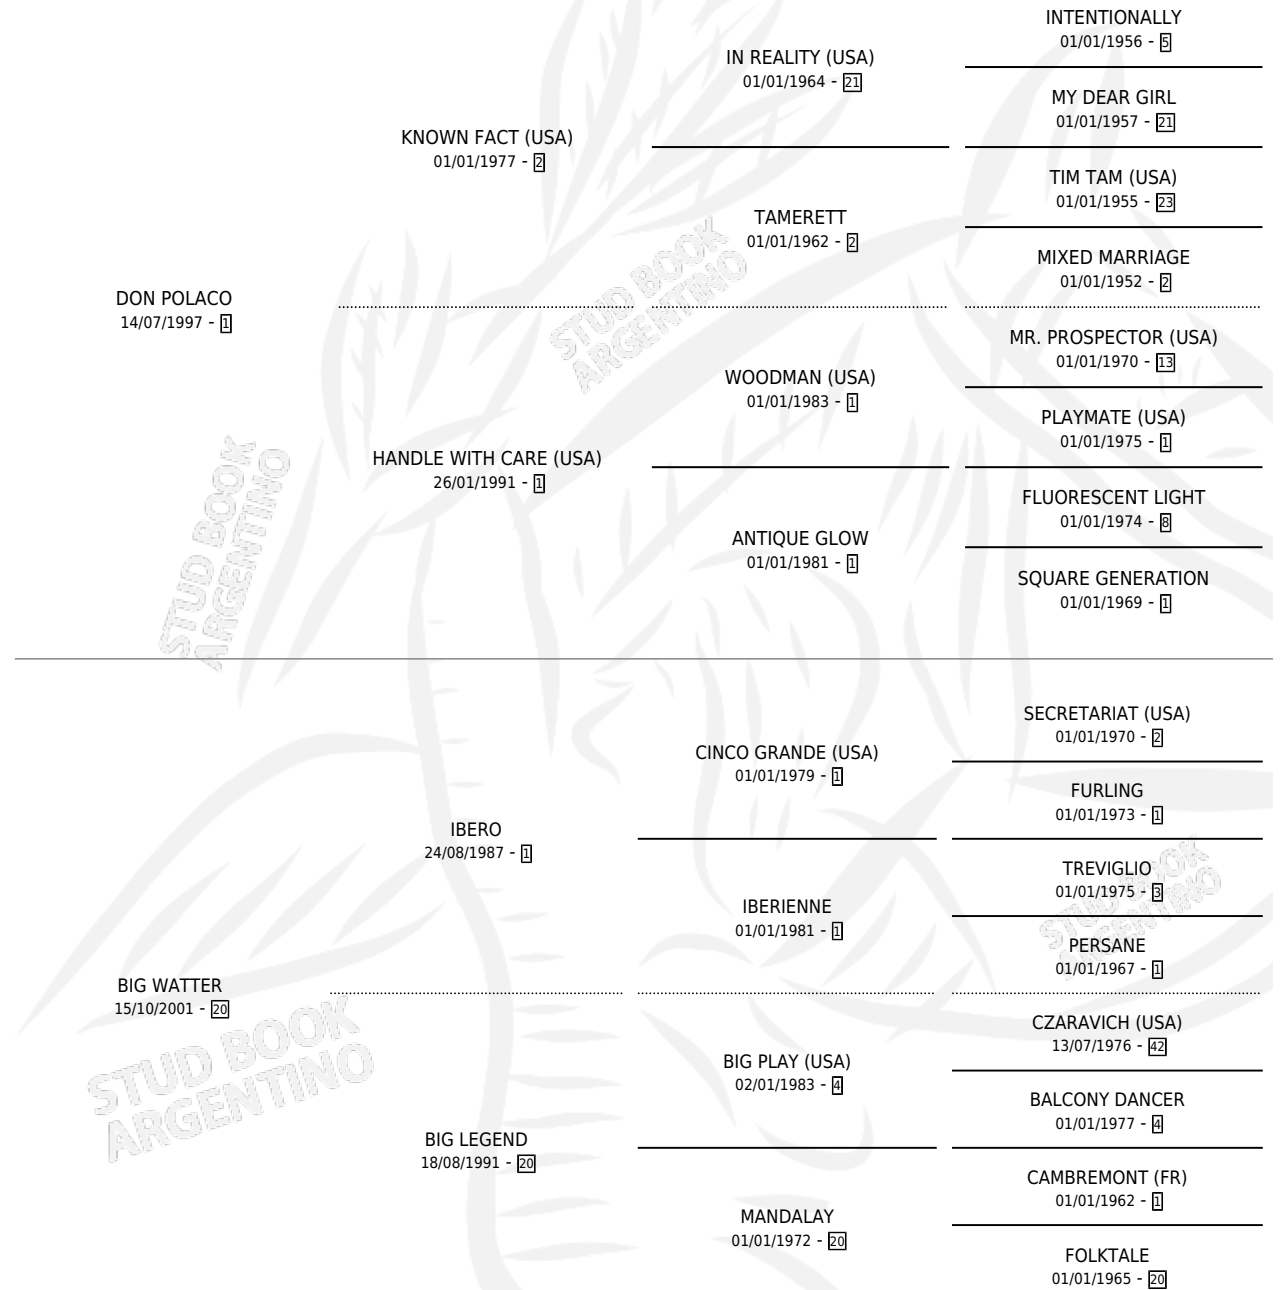 INTENTIONALLY
01/01/1956 - 5
IN REALITY (USA)
01/01/1964 - 21
MY DEAR GIRL
01/01/1957 - 21
KNOWN FACT (USA)
01/01/1977 - 2
TIM TAM (USA)
01/01/1955 - 23
TAMERETT
01/01/1962 - 2
MIXED MARRIAGE
01/01/1952 - 2
DON POLACO
14/07/1997 - 1
MR. PROSPECTOR (USA)
01/01/1970 - 13
WOODMAN (USA)
01/01/1983 - 1
PLAYMATE (USA)
01/01/1975 - 1
HANDLE WITH CARE (USA)
26/01/1991 - 1
FLUORESCENT LIGHT
01/01/1974 - 8
ANTIQUE GLOW
01/01/1981 - 1
SQUARE GENERATION
01/01/1969 - 1
STUD BOOK
ARGENTINO
STUD BOOK
ARGENTINO
SECRETARIAT (USA)
01/01/1970 - 2
CINCO GRANDE (USA)
01/01/1979 - 1
FURLING
01/01/1973 - 1
IBERO
24/08/1987 - 1
TREVIGLIO
01/01/1975 - 3
IBERIENNE
01/01/1981 - 1
PERSANE
01/01/1967 - 1
STUD BOOK
ARGENTINO
BIG WATTER
15/10/2001 - 20
CZARAVICH (USA)
13/07/1976 - 42
BIG PLAY (USA)
02/01/1983 - 4
BALCONY DANCER
01/01/1977 - 4
BIG LEGEND
18/08/1991 - 20
CAMBREMONT (FR)
01/01/1962 - 1
MANDALAY
01/01/1972 - 20
FOLKTALE
01/01/1965 - 20
STUD BOOK
ARGENTINO